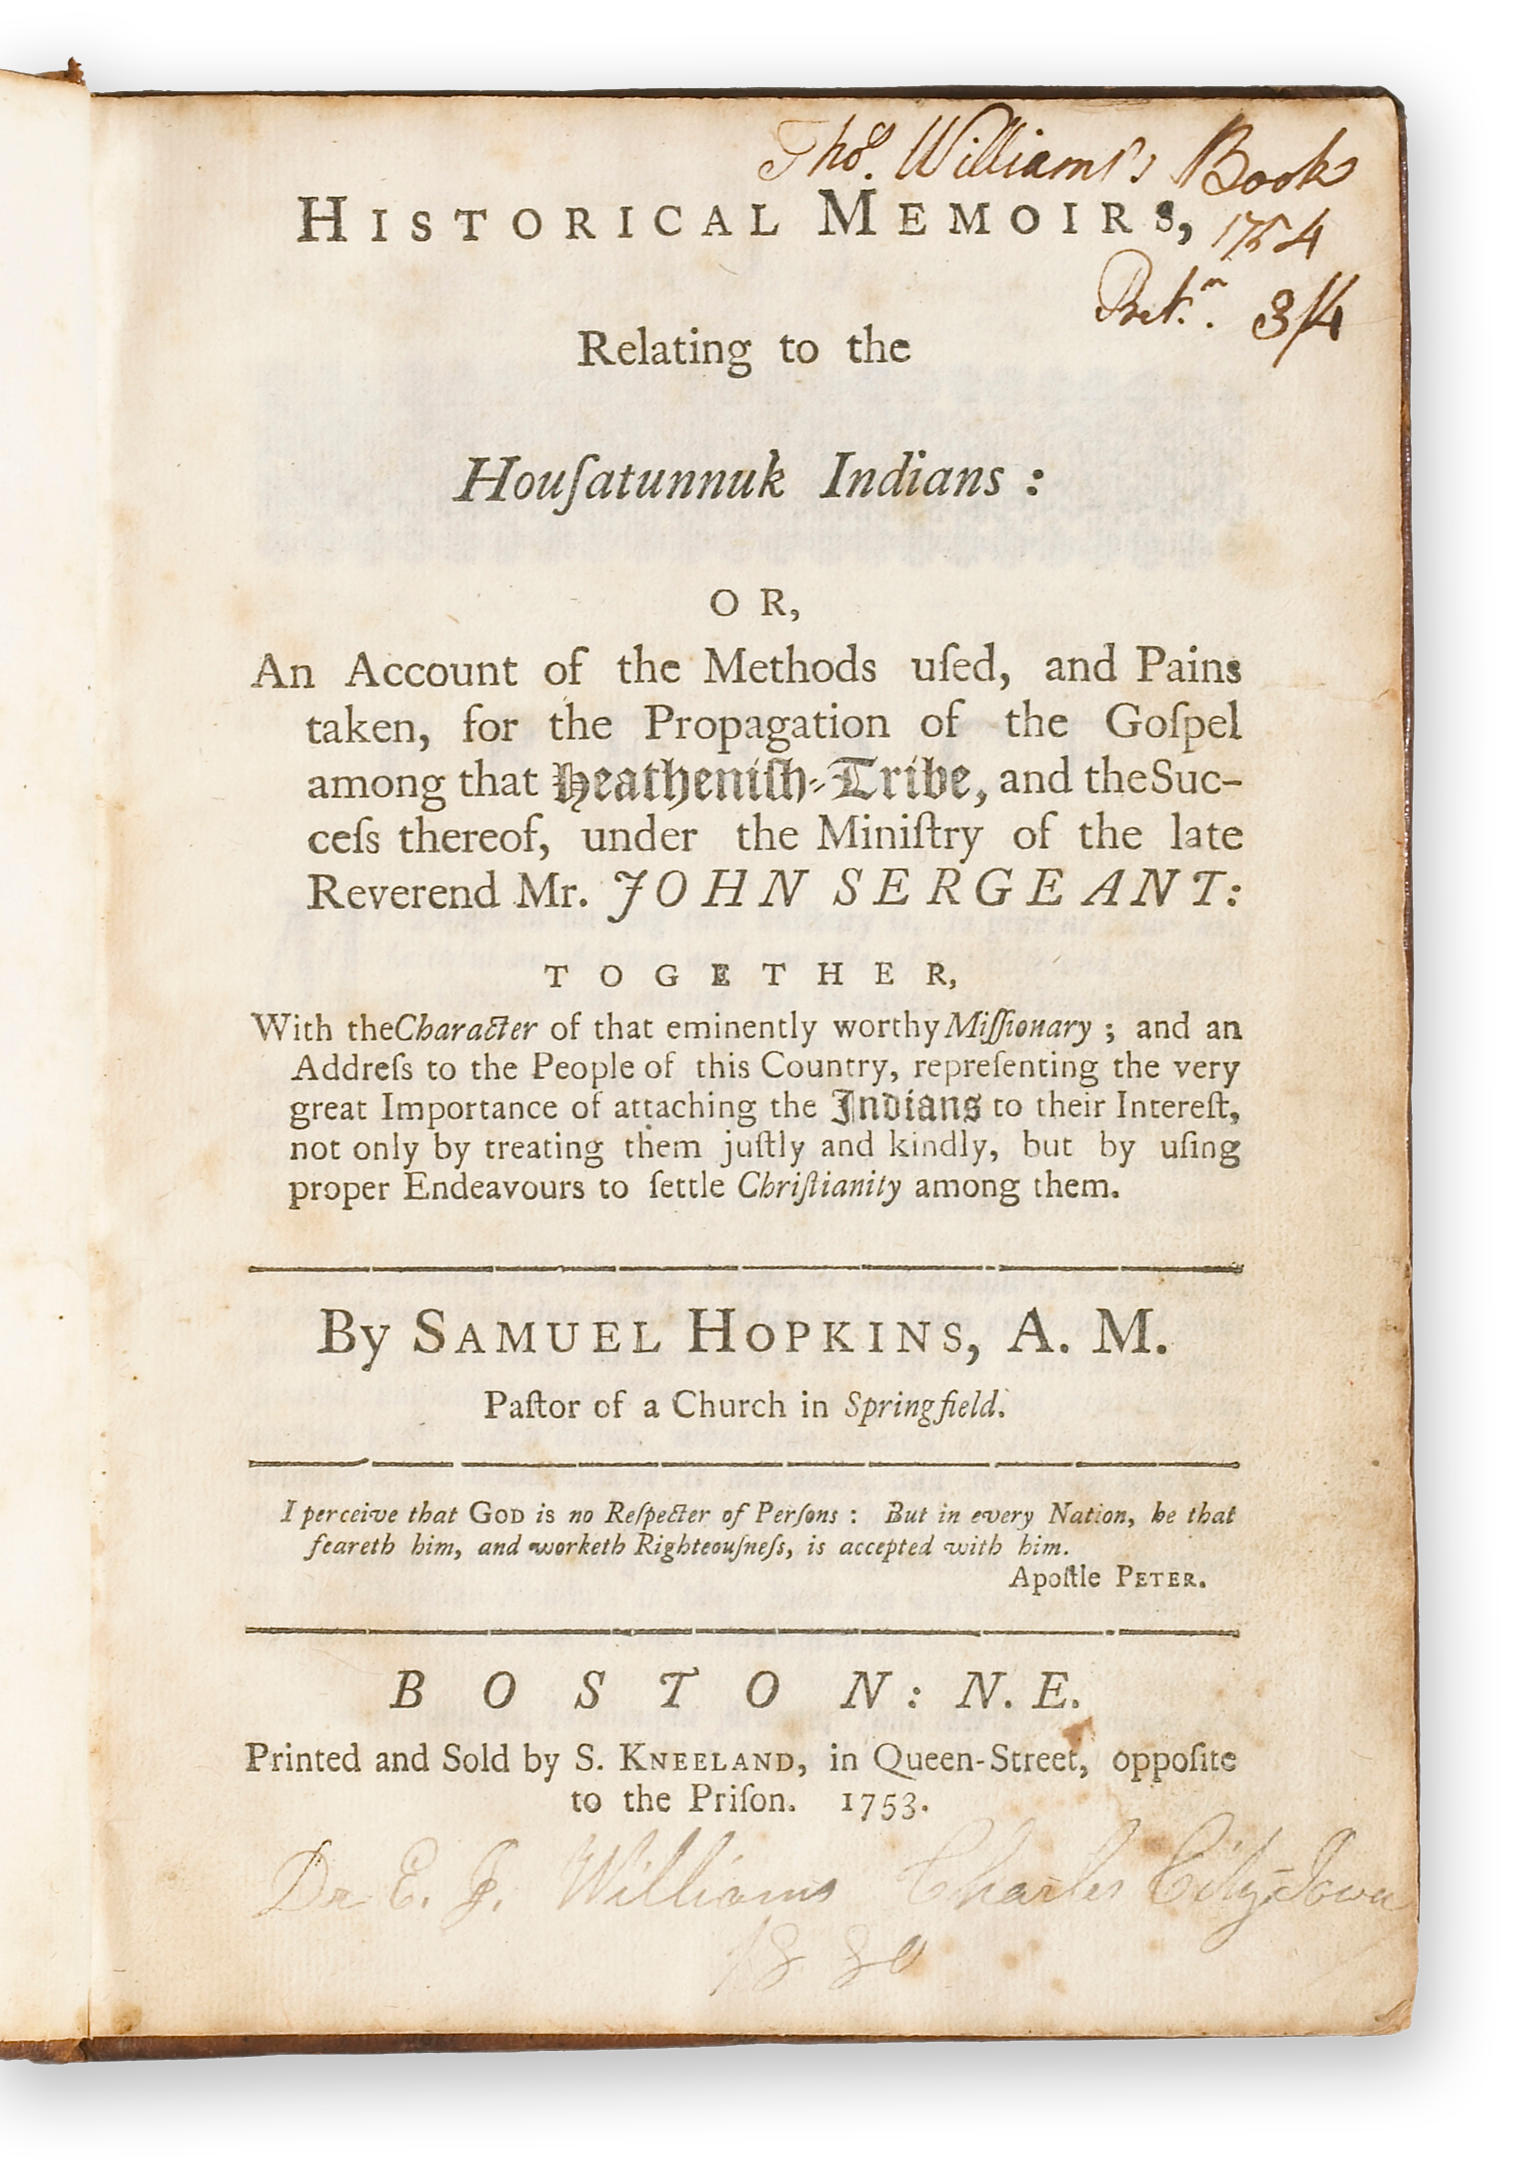 Thoˢ. Williams's Book
HISTORICAL MEMOIRS, 1754
Relating to the
3/4
Houſatunnuk Indians :
OR,
An Account of the Methods uſed, and Pains
taken, for the Propagation of the Goſpel
among that Heatheniſh-Tribe, and the Suc-
ceſs thereof, under the Miniſtry of the late
Reverend Mr. JOHN SERGEANT:
TOGETHER,
With the Character of that eminently worthy Miſſionary ; and an
Addreſs to the People of this Country, repreſenting the very
great Importance of attaching the Indians to their Intereſt,
not only by treating them juſtly and kindly, but by uſing
proper Endeavours to ſettle Chriſtianity among them.
By SAMUEL HOPKINS, A. M.
Paſtor of a Church in Springfield.
I perceive that GOD is no Reſpecter of Perſons : But in every Nation, he that
feareth him, and worketh Righteouſneſs, is accepted with him.
Apoſtle PETER.
BOSTON: N. E.
Printed and Sold by S. KNEELAND, in Queen-Street, oppoſite
to the Priſon. 1753.
Dr E. J. Williams Charles City Iowa
1880